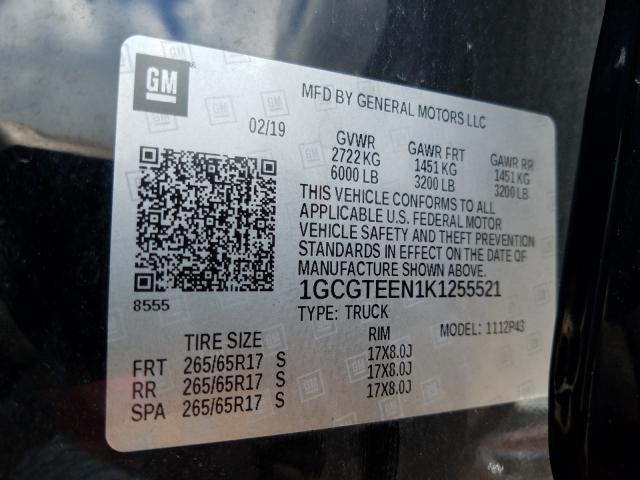 GM
MFD BY GENERAL MOTORS LLC
02/19
GVWR GAWR FRT GAWR RR
2722 KG 1451 KG 1451 KG
6000 LB 3200 LB 3200 LB
THIS VEHICLE CONFORMS TO ALL
APPLICABLE U.S. FEDERAL MOTOR
VEHICLE SAFETY AND THEFT PREVENTION
STANDARDS IN EFFECT ON THE DATE OF
MANUFACTURE SHOWN ABOVE.
8555
1GCGTEEN1K1255521
TYPE: TRUCK MODEL: 1112P43
TIRE SIZE RIM
FRT 265/65R17 S 17X8.0J
RR 265/65R17 S 17X8.0J
SPA 265/65R17 S 17X8.0J